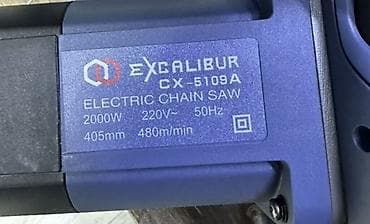 EXCALIBUR
CX-5109A
ELECTRIC CHAIN SAW
2000W 220V~ 50Hz
405mm 480m/min